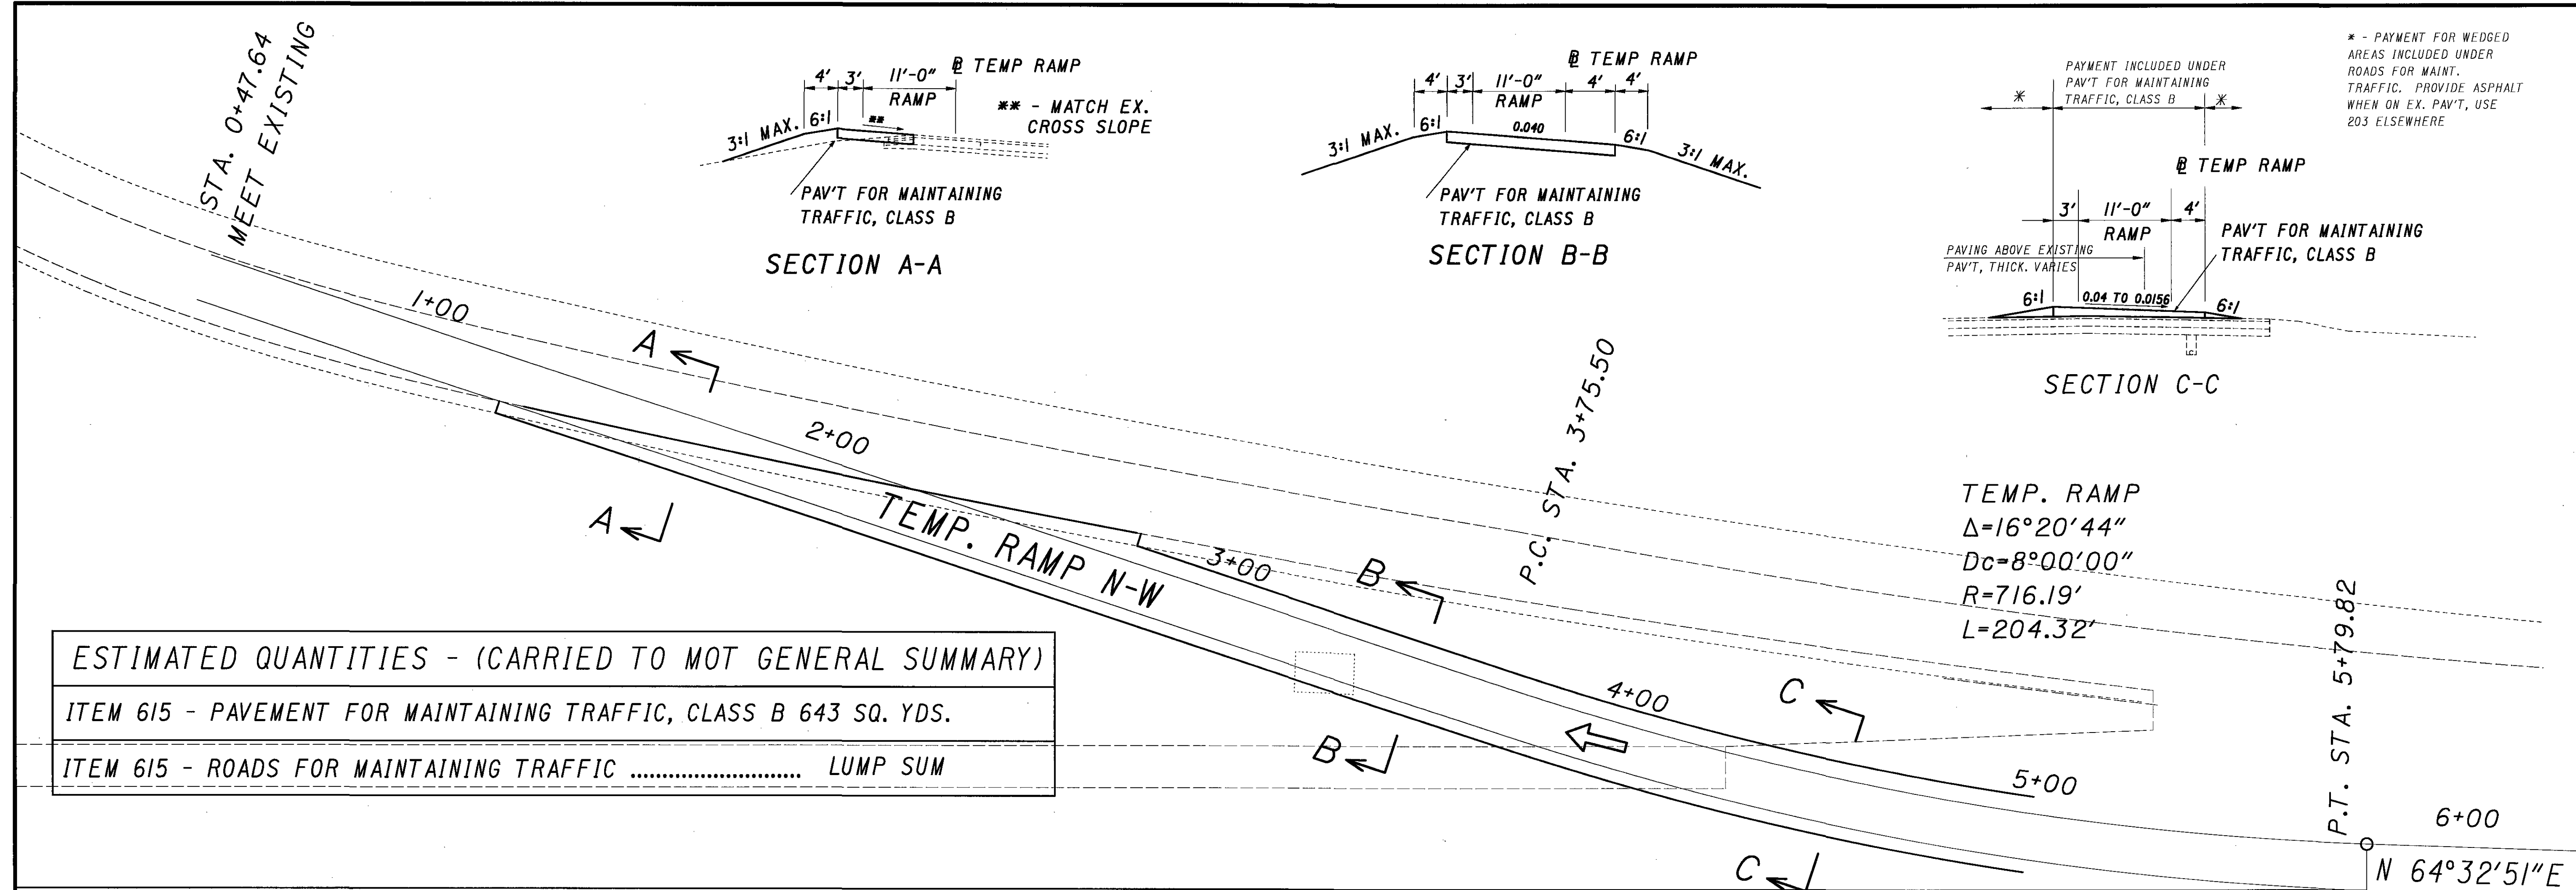 STA. 0+47.64
MEET EXISTING
4' 3' 11'-0" ⅊ TEMP RAMP
RAMP
** - MATCH EX.
CROSS SLOPE
3:1 MAX. 6:1 **
PAV'T FOR MAINTAINING
TRAFFIC, CLASS B
SECTION A-A
⅊ TEMP RAMP
4' 3' 11'-0" 4' 4'
RAMP
3:1 MAX. 6:1 0.040 6:1 3:1 MAX.
PAV'T FOR MAINTAINING
TRAFFIC, CLASS B
SECTION B-B
PAYMENT INCLUDED UNDER
PAV'T FOR MAINTAINING
TRAFFIC, CLASS B
* *
* - PAYMENT FOR WEDGED
AREAS INCLUDED UNDER
ROADS FOR MAINT.
TRAFFIC. PROVIDE ASPHALT
WHEN ON EX. PAV'T, USE
203 ELSEWHERE
⅊ TEMP RAMP
3' 11'-0" 4'
RAMP
PAV'T FOR MAINTAINING
TRAFFIC, CLASS B
PAVING ABOVE EXISTING
PAV'T, THICK. VARIES
6:1 0.04 TO 0.0156 6:1
SECTION C-C
1+00
A
2+00
A
TEMP. RAMP N-W
3+00
B
P.C. STA. 3+75.50
TEMP. RAMP
Δ=16°20'44"
Dc=8°00'00"
R=716.19'
L=204.32'
4+00
C
B
5+00
P.T. STA. 5+79.82
6+00
C
N 64°32'51"E
ESTIMATED QUANTITIES - (CARRIED TO MOT GENERAL SUMMARY)
ITEM 615 - PAVEMENT FOR MAINTAINING TRAFFIC, CLASS B 643 SQ. YDS.
ITEM 615 - ROADS FOR MAINTAINING TRAFFIC ........................... LUMP SUM